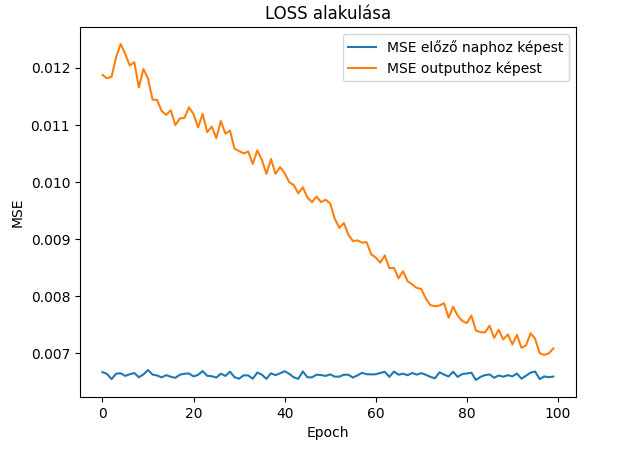 LOSS alakulása
MSE előző naphoz képest
MSE outputhoz képest
0.012
0.011
0.010
0.009
0.008
0.007
MSE
0
20
40
60
80
100
Epoch